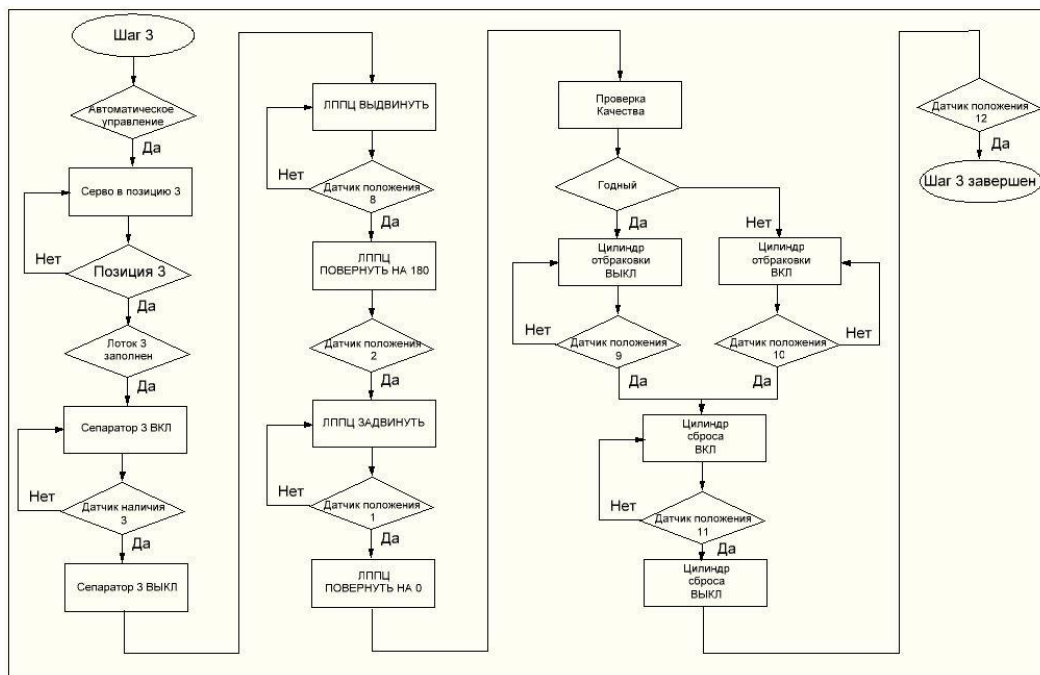 Шаг 3
Автоматическое
управление
Да
Серво в позицию 3
Нет
Позиция 3
Да
Лоток 3
заполнен
Да
Сепаратор 3 ВКЛ
Нет
Датчик наличия
3
Да
Сепаратор 3 ВЫКЛ
ЛППЦ ВЫДВИНУТЬ
Нет
Датчик положения
8
Да
ЛППЦ
ПОВЕРНУТЬ НА 180
Датчик положения
2
Да
ЛППЦ ЗАДВИНУТЬ
Нет
Датчик положения
1
Да
ЛППЦ
ПОВЕРНУТЬ НА 0
Проверка
Качества
Годный
Да
Нет
Цилиндр
отбраковки
ВЫКЛ
Нет
Датчик положения
9
Да
Цилиндр
отбраковки
ВКЛ
Датчик положения
10
Нет
Да
Цилиндр
сброса
ВКЛ
Нет
Датчик положения
11
Да
Цилиндр
сброса
ВЫКЛ
Датчик положения
12
Да
Шаг 3 завершен